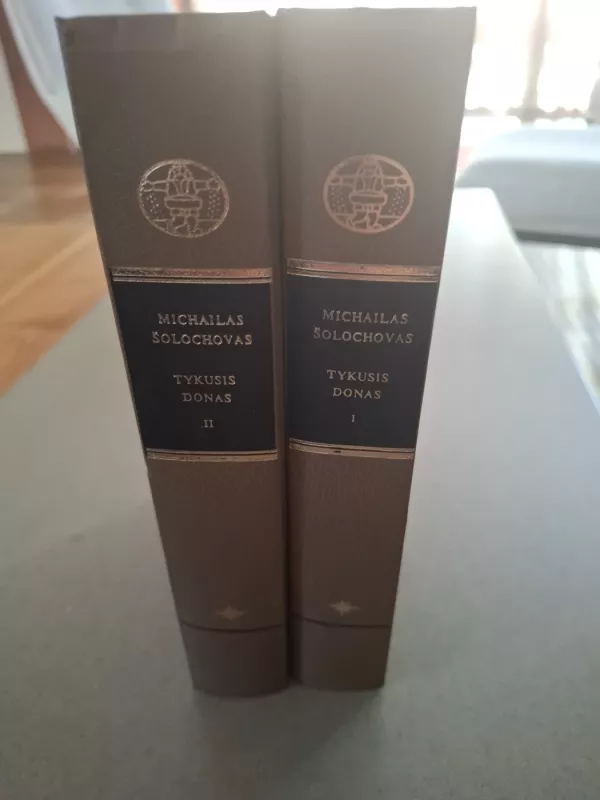 MICHAILAS
ŠOLOCHOVAS
TYKUSIS
DONAS
II
MICHAILAS
ŠOLOCHOVAS
TYKUSIS
DONAS
I